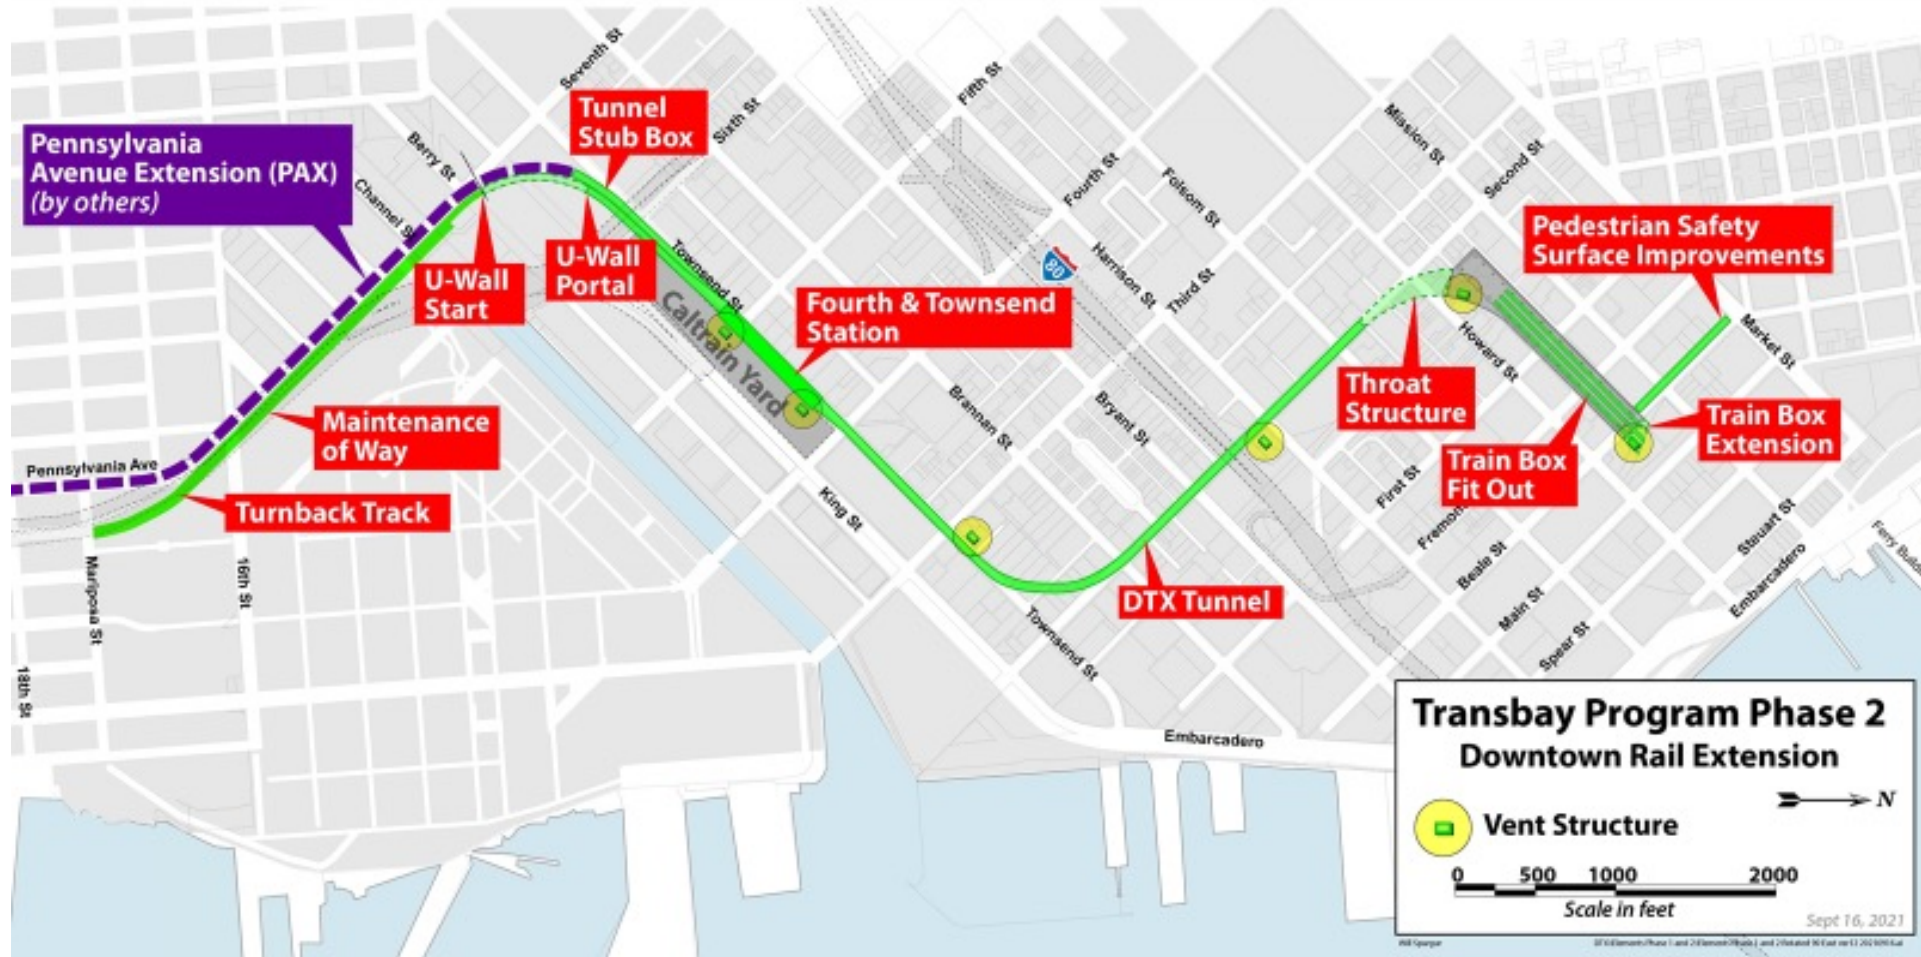 Seventh St
Tunnel
Stub Box
Sixth St
Fifth St
Mission St
Second St
Pennsylvania
Avenue Extension (PAX)
(by others)
Berry St
Channel St
Fourth St
Folsom St
Pedestrian Safety
Surface Improvements
U-Wall
Start
U-Wall
Portal
Townsend St
80
Harrison St
Third St
Caltrain Yard
Fourth & Townsend
Station
Howard St
Market St
Throat
Structure
Maintenance
of Way
Brannan St
Bryant St
Train Box
Extension
Train Box
Fit Out
Pennsylvania Ave
Turnback Track
King St
First St
Fremon
Beale St
Steuart St
Ferry Build
Embarcadero
Mariposa St
16th St
DTX Tunnel
Main St
Spear St
Townsend St
18th St
Embarcadero
Transbay Program Phase 2
Downtown Rail Extension
N
Vent Structure
0 500 1000 2000
Scale in feet
Sept 16, 2021